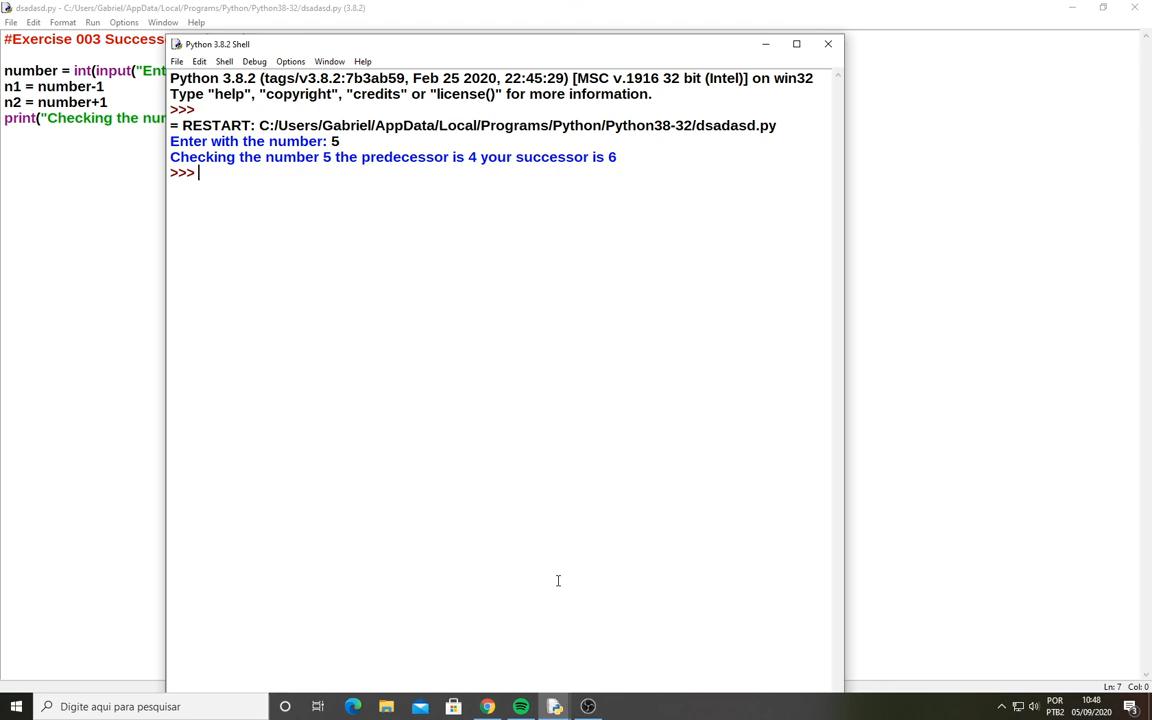 dsadasd.py - C:/Users/Gabriel/AppData/Local/Programs/Python/Python38-32/dsadasd.py (3.8.2)
File Edit Format Run Options Window Help
#Exercise 003 Success
number = int(input("Ent
n1 = number-1
n2 = number+1
print("Checking the nur
Python 3.8.2 Shell
File Edit Shell Debug Options Window Help
Python 3.8.2 (tags/v3.8.2:7b3ab59, Feb 25 2020, 22:45:29) [MSC v.1916 32 bit (Intel)] on win32
Type "help", "copyright", "credits" or "license()" for more information.
>>>
= RESTART: C:/Users/Gabriel/AppData/Local/Programs/Python/Python38-32/dsadasd.py
Enter with the number: 5
Checking the number 5 the predecessor is 4 your successor is 6
>>>
Ln: 7 Col: 0
Digite aqui para pesquisar
POR
PTB2
10:48
05/09/2020
3